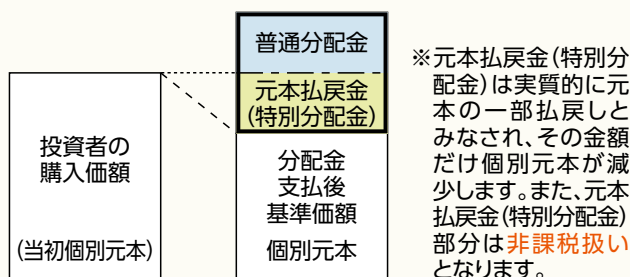 普通分配金
元本払戻金
(特別分配金)
投資者の
購入価額
(当初個別元本)
分配金
支払後
基準価額
個別元本
※元本払戻金(特別分
配金)は実質的に元
本の一部払戻しと
みなされ、その金額
だけ個別元本が減
少します。また、元本
払戻金(特別分配金)
部分は非課税扱い
となります。